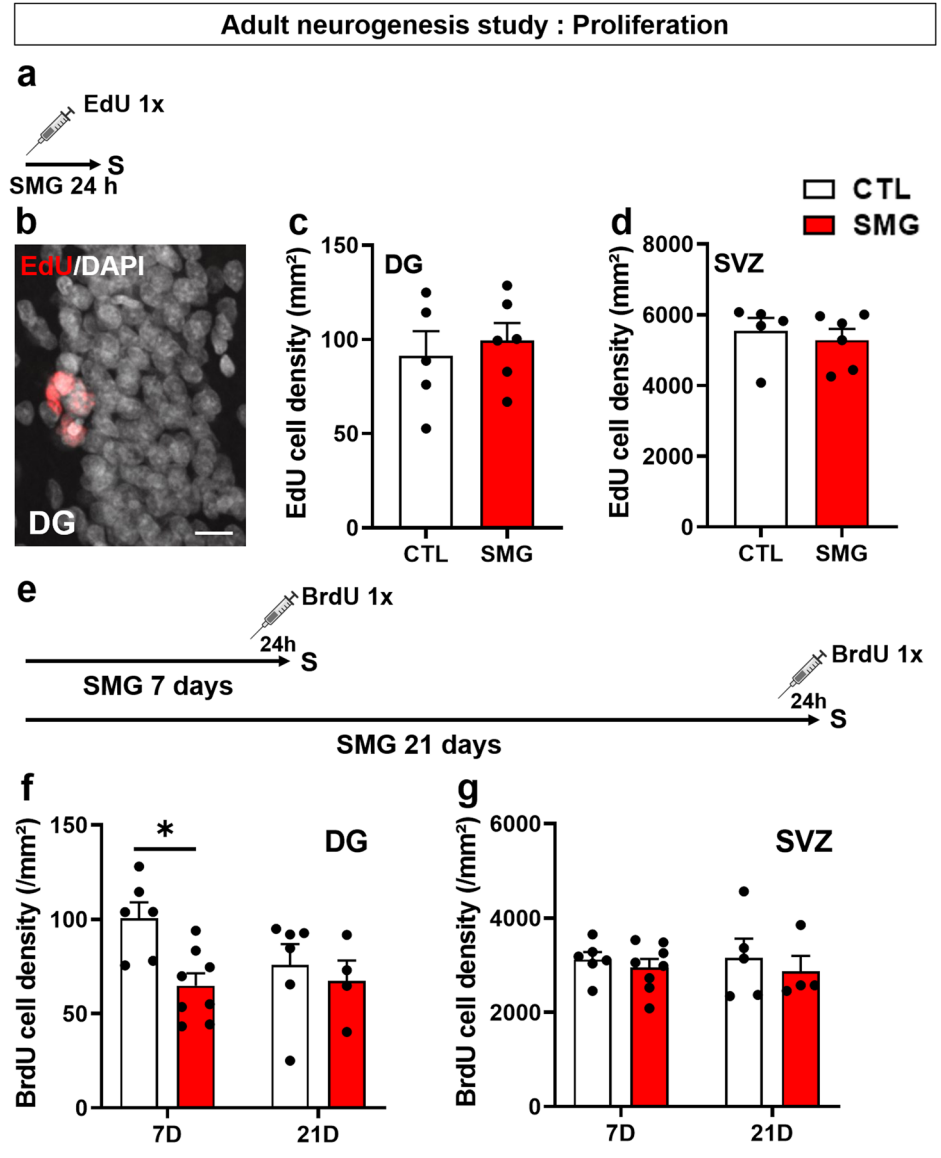 Adult neurogenesis study : Proliferation
a
EdU 1x
S
SMG 24 h
CTL
SMG
b
EdU/DAPI
DG
c
EdU cell density (mm²)
150
100
50
0
DG
CTL
SMG
d
EdU cell density (mm²)
8000
6000
4000
2000
0
SVZ
CTL
SMG
e
BrdU 1x
24h
S
SMG 7 days
BrdU 1x
24h
S
SMG 21 days
f
BrdU cell density (/mm²)
150
100
50
0
*
DG
7D
21D
g
BrdU cell density (/mm²)
6000
4000
2000
0
SVZ
7D
21D